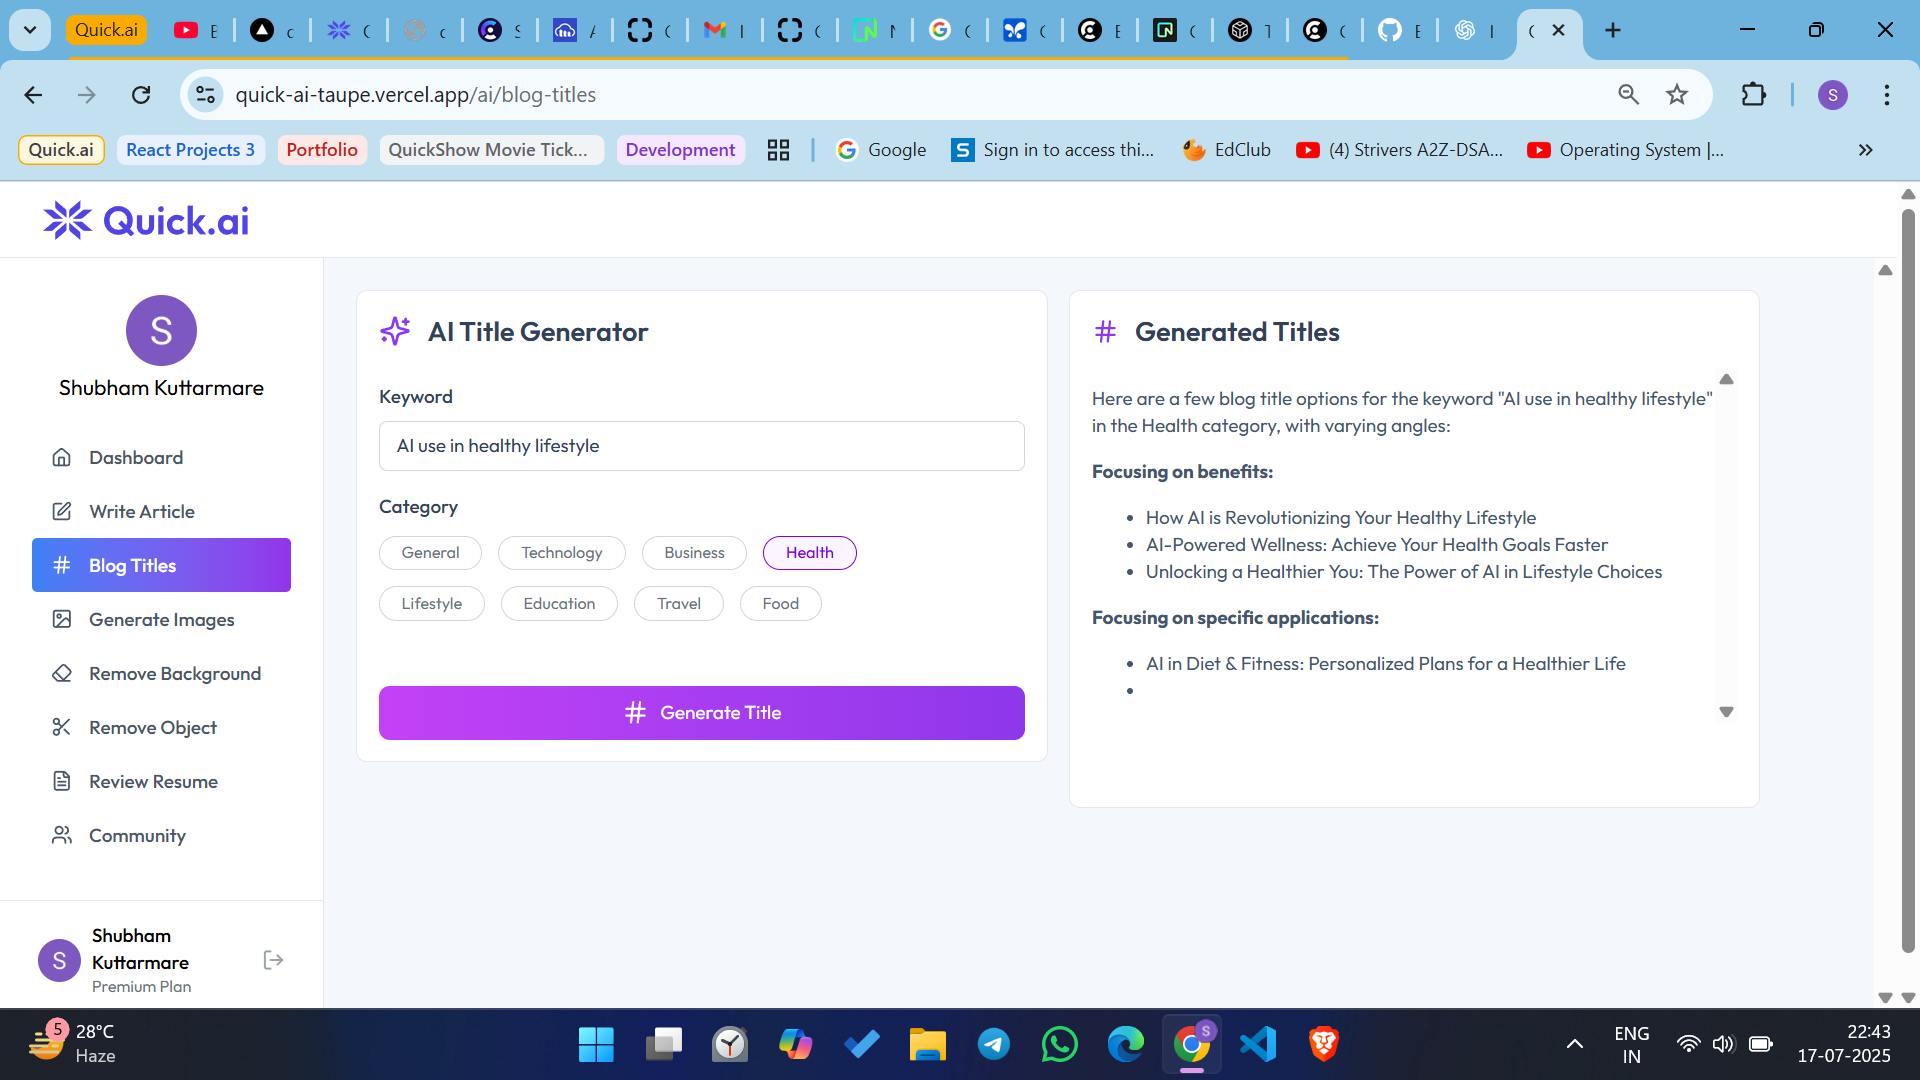 Quick.ai
quick-ai-taupe.vercel.app/ai/blog-titles
S
Quick.ai
React Projects 3
Portfolio
QuickShow Movie Tick...
Development
Google
Sign in to access thi...
EdClub
(4) Strivers A2Z-DSA...
Operating System |...
Quick.ai
S
Shubham Kuttarmare
Dashboard
Write Article
Blog Titles
Generate Images
Remove Background
Remove Object
Review Resume
Community
S
Shubham
Kuttarmare
Premium Plan
AI Title Generator
Keyword
AI use in healthy lifestyle
Category
General
Technology
Business
Health
Lifestyle
Education
Travel
Food
Generate Title
Generated Titles
Here are a few blog title options for the keyword "AI use in healthy lifestyle"
in the Health category, with varying angles:
Focusing on benefits:
• How AI is Revolutionizing Your Healthy Lifestyle
• AI-Powered Wellness: Achieve Your Health Goals Faster
• Unlocking a Healthier You: The Power of AI in Lifestyle Choices
Focusing on specific applications:
• AI in Diet & Fitness: Personalized Plans for a Healthier Life
•
5
28°C
Haze
S
ENG
IN
22:43
17-07-2025